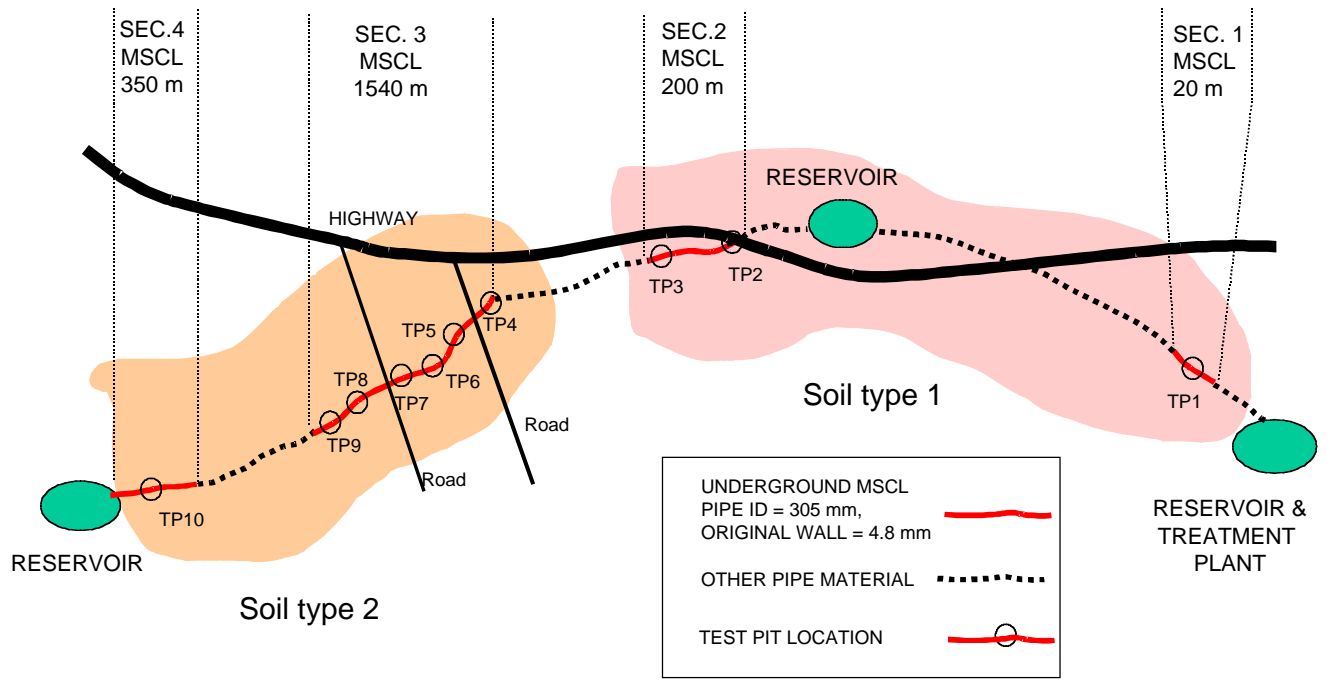 SEC.4
MSCL
350 m
SEC. 3
MSCL
1540 m
SEC.2
MSCL
200 m
SEC. 1
MSCL
20 m
RESERVOIR
HIGHWAY
TP3
TP2
TP4
TP5
TP6
TP8
TP7
TP9
TP1
Soil type 1
Road
Road
TP10
RESERVOIR
Soil type 2
RESERVOIR &
TREATMENT
PLANT
UNDERGROUND MSCL
PIPE ID = 305 mm,
ORIGINAL WALL = 4.8 mm
OTHER PIPE MATERIAL
TEST PIT LOCATION